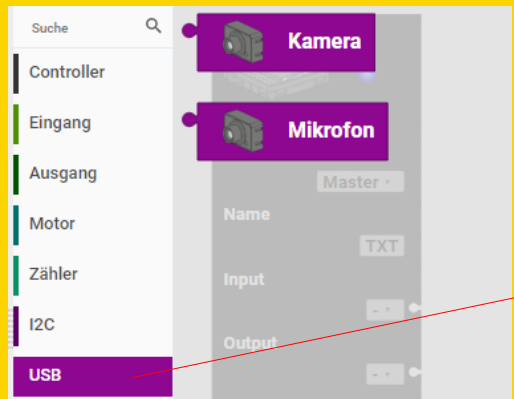 Suche
Controller
Eingang
Ausgang
Motor
Zähler
I2C
USB
Kamera
Mikrofon
Master
Name
TXT
Input
-
Output
-